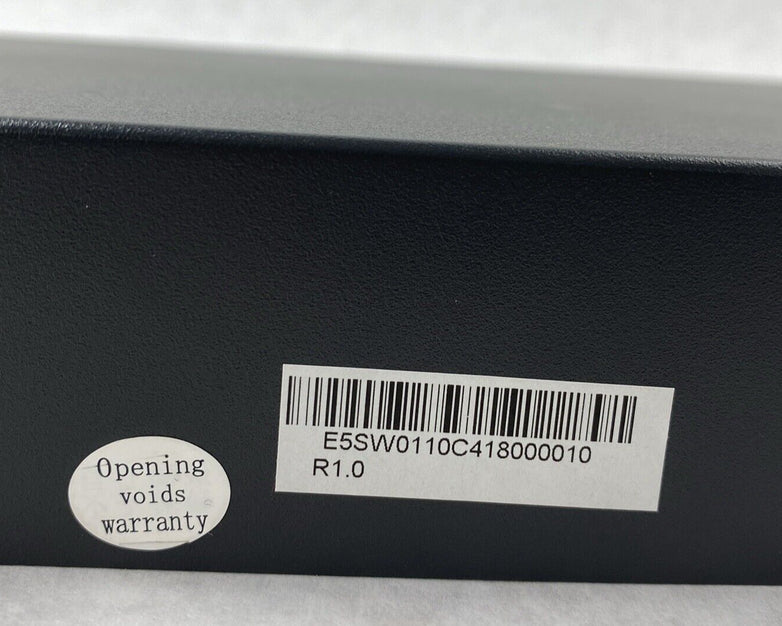 E5SW0110C418000010
R1.0
Opening
voids
warranty